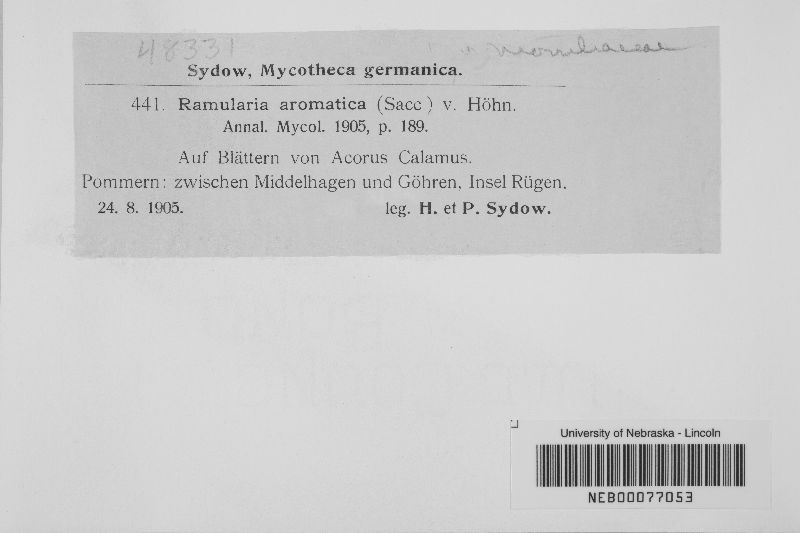 48331 Moniliaceae
Sydow, Mycotheca germanica.
441. Ramularia aromatica (Sacc) v. Höhn.
Annal. Mycol. 1905, p. 189.
Auf Blättern von Acorus Calamus.
Pommern: zwischen Middelhagen und Göhren, Insel Rügen.
24. 8. 1905. leg. H. et P. Sydow.
University of Nebraska - Lincoln
NEB00077053